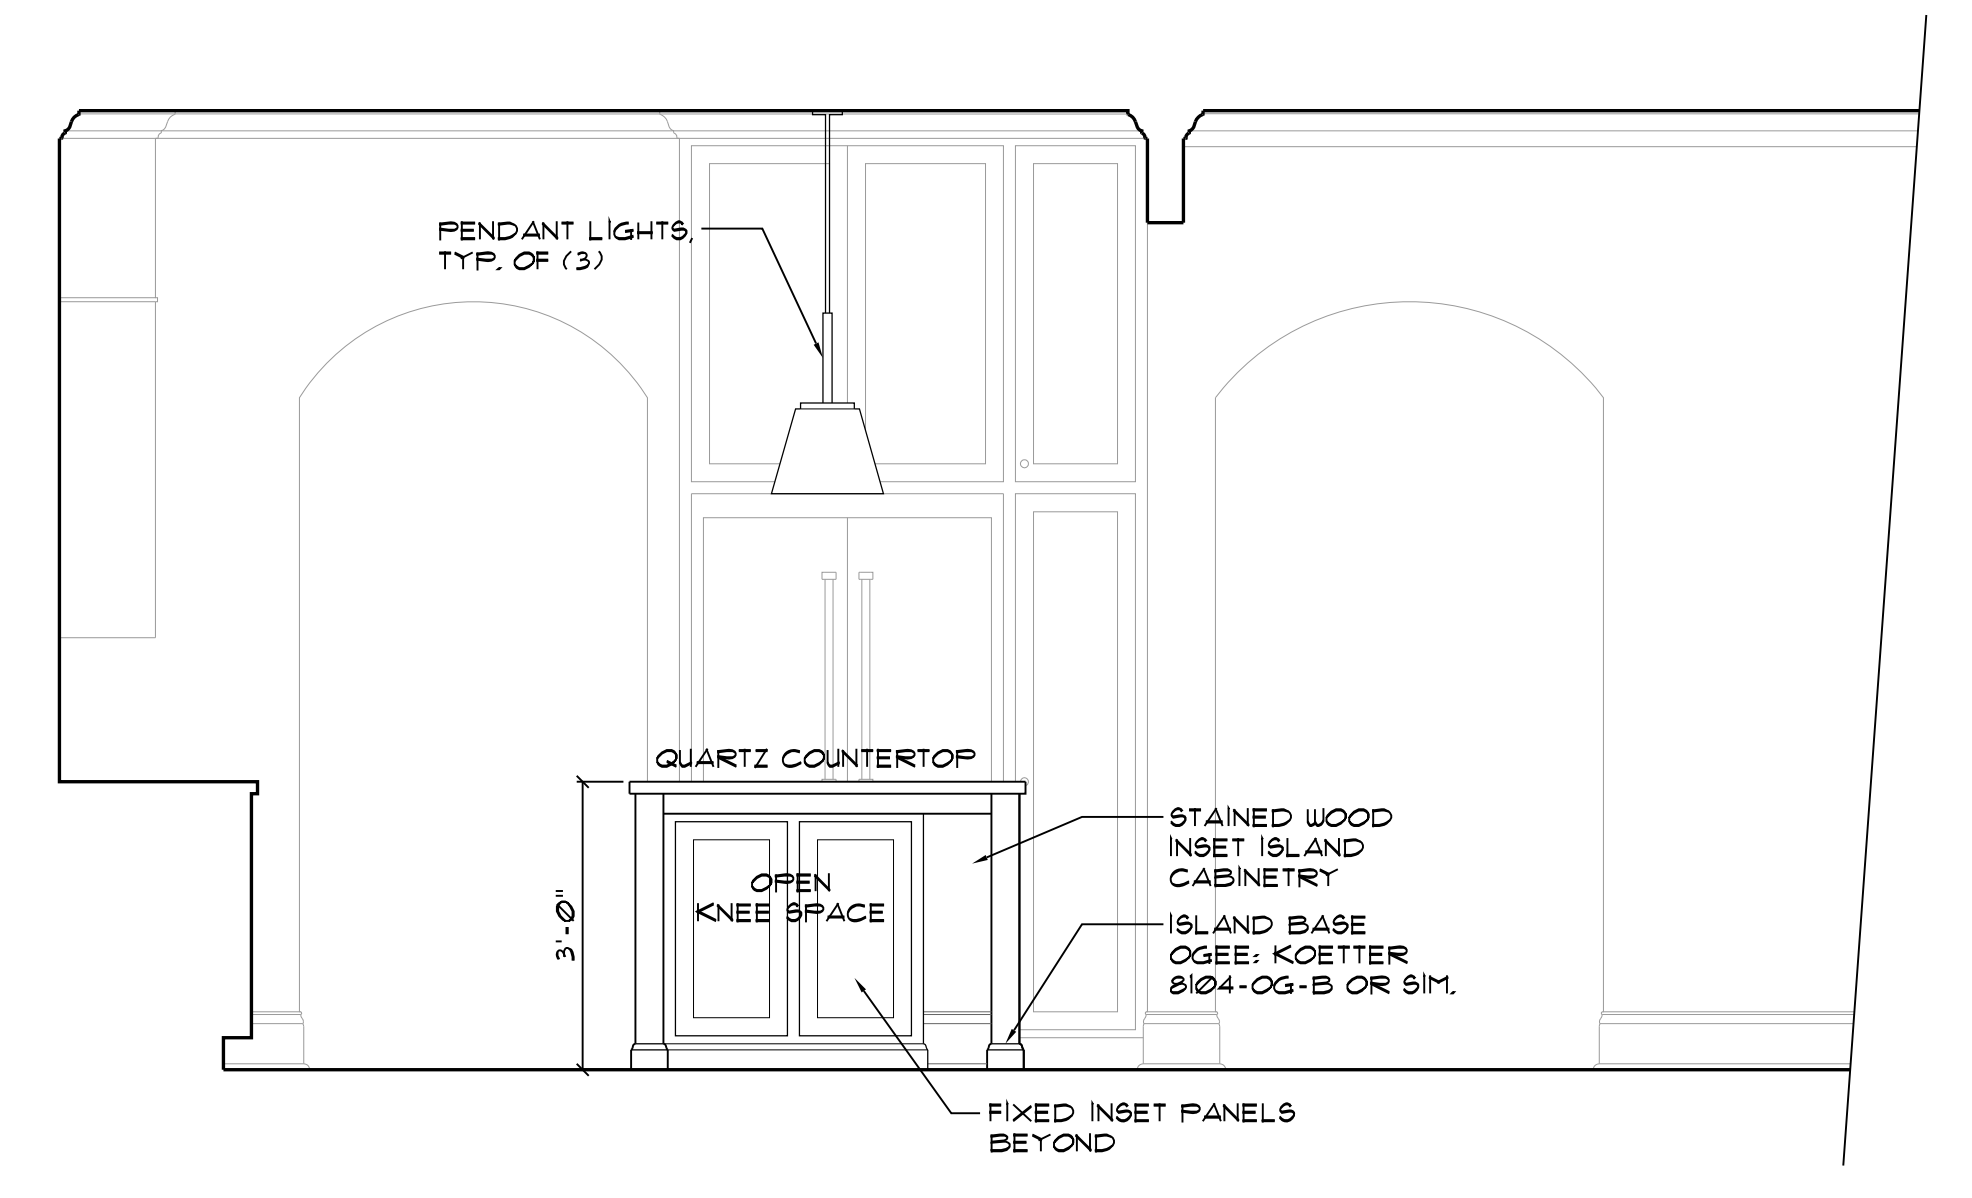 PENDANT LIGHTS,
TYP. OF (3)
QUARTZ COUNTERTOP
STAINED WOOD
INSET ISLAND
CABINETRY
OPEN
KNEE SPACE
3'-0"
ISLAND BASE
OGEE: KOETTER
8104-OG-B OR SIM.
FIXED INSET PANELS
BEYOND